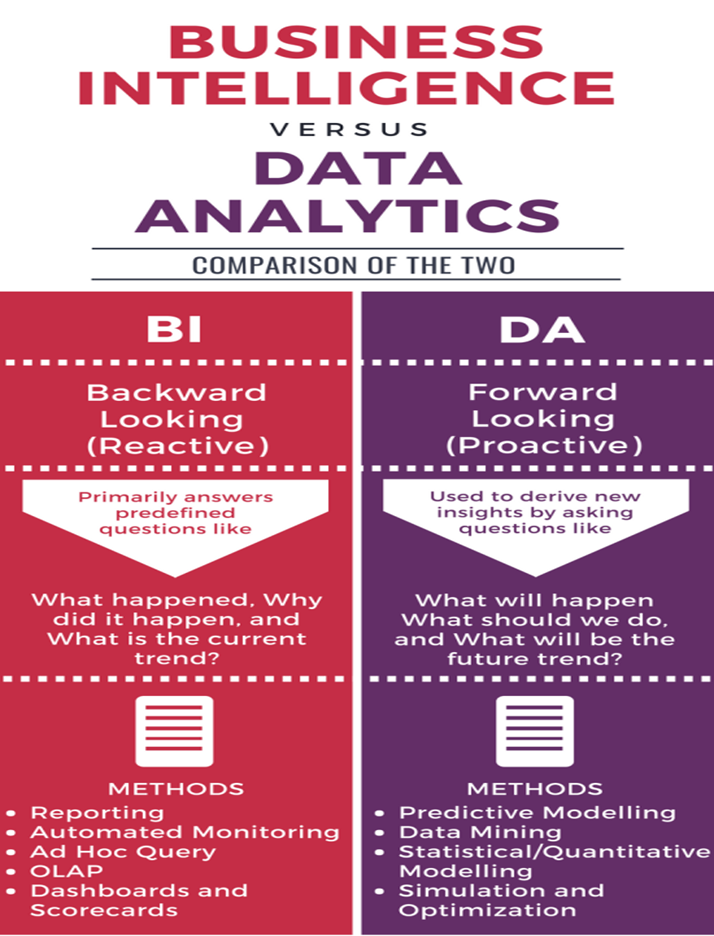 BUSINESS
INTELLIGENCE
VERSUS
DATA
ANALYTICS
COMPARISON OF THE TWO
BI
Backward
Looking
(Reactive)
Primarily answers
predefined
questions like
What happened, Why
did it happen, and
What is the current
trend?
METHODS
• Reporting
• Automated Monitoring
• Ad Hoc Query
• OLAP
• Dashboards and
Scorecards
DA
Forward
Looking
(Proactive)
Used to derive new
insights by asking
questions like
What will happen
What should we do,
and What will be the
future trend?
METHODS
• Predictive Modelling
• Data Mining
• Statistical/Quantitative
Modelling
• Simulation and
Optimization